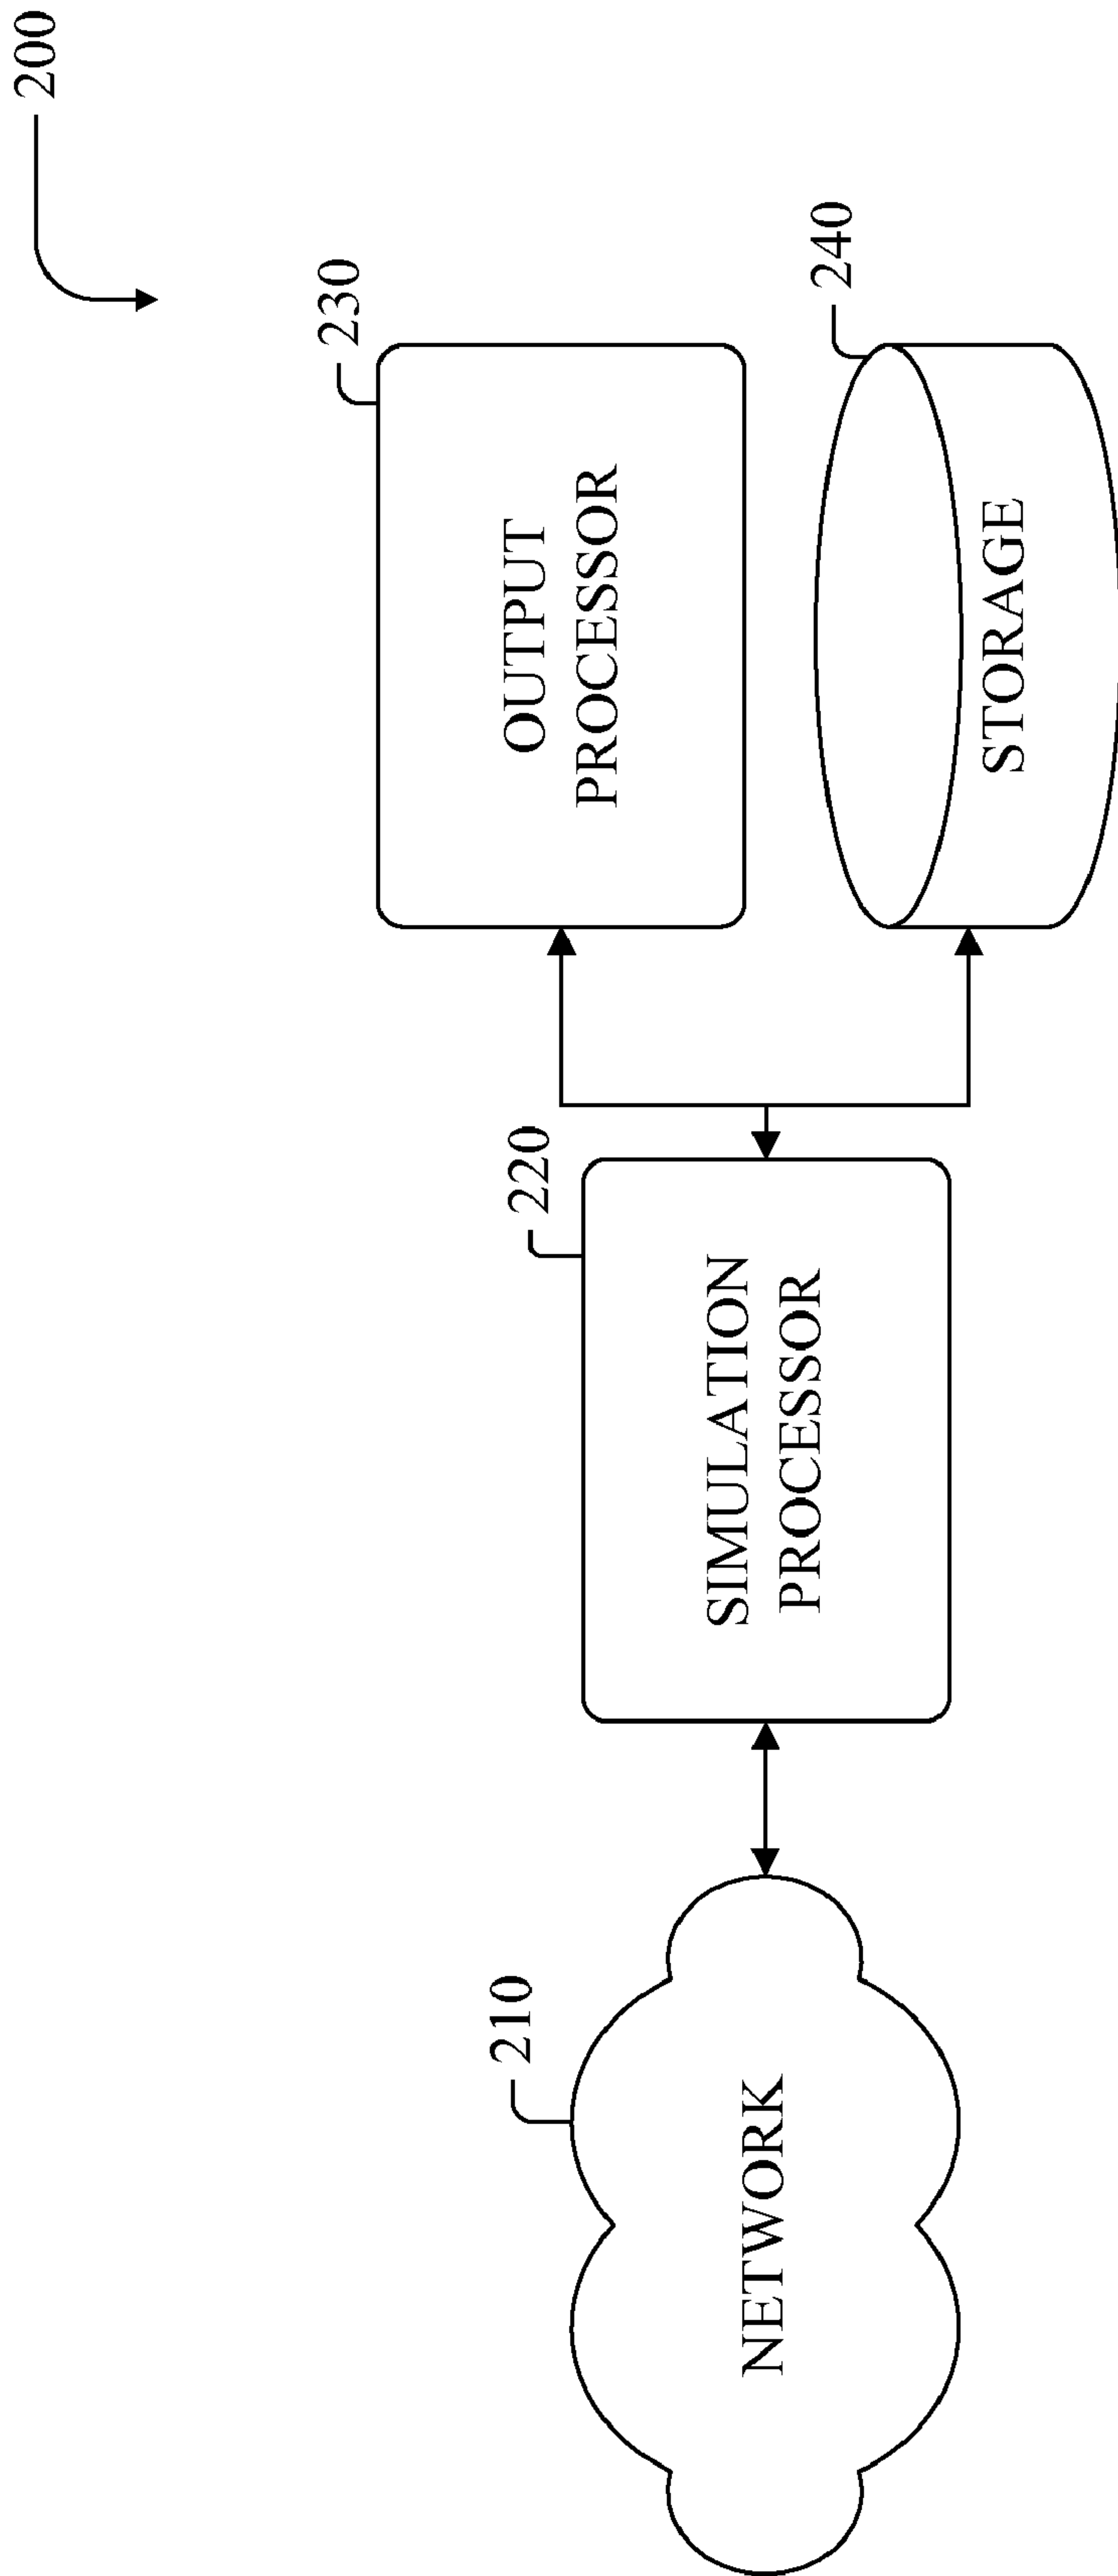 200
230
OUTPUT
PROCESSOR
240
STORAGE
220
SIMULATION
PROCESSOR
210
NETWORK